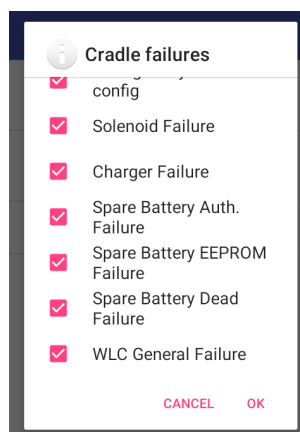 Cradle failures
config
Solenoid Failure
Charger Failure
Spare Battery Auth.
Failure
Spare Battery EEPROM
Failure
Spare Battery Dead
Failure
WLC General Failure
CANCEL OK